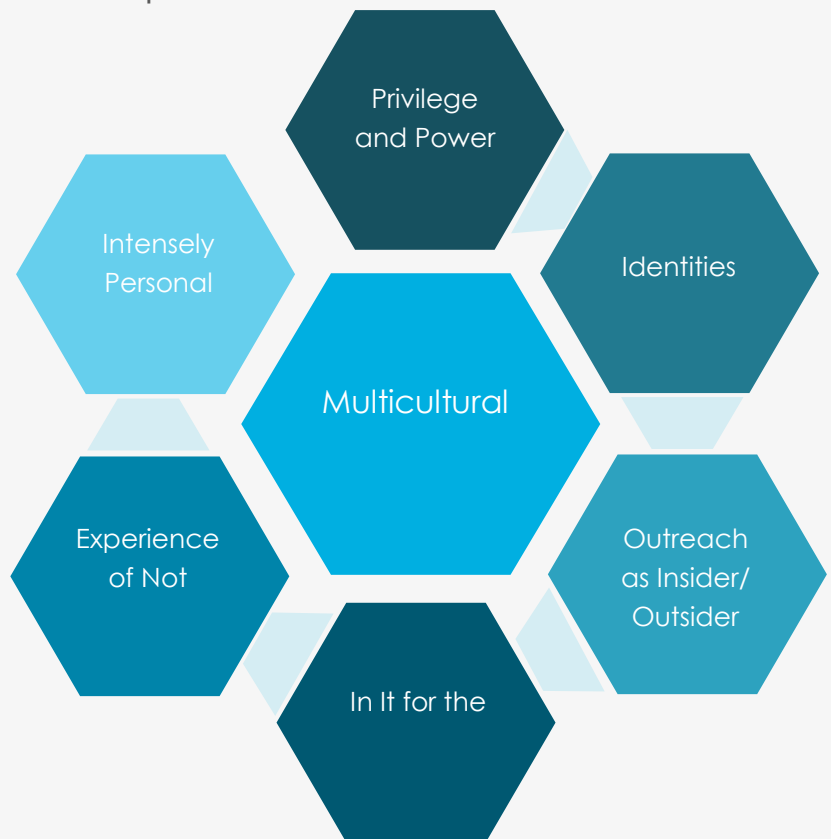 Privilege
and Power
Identities
Outreach
as Insider/
Outsider
In It for the
Experience
of Not
Intensely
Personal
Multicultural